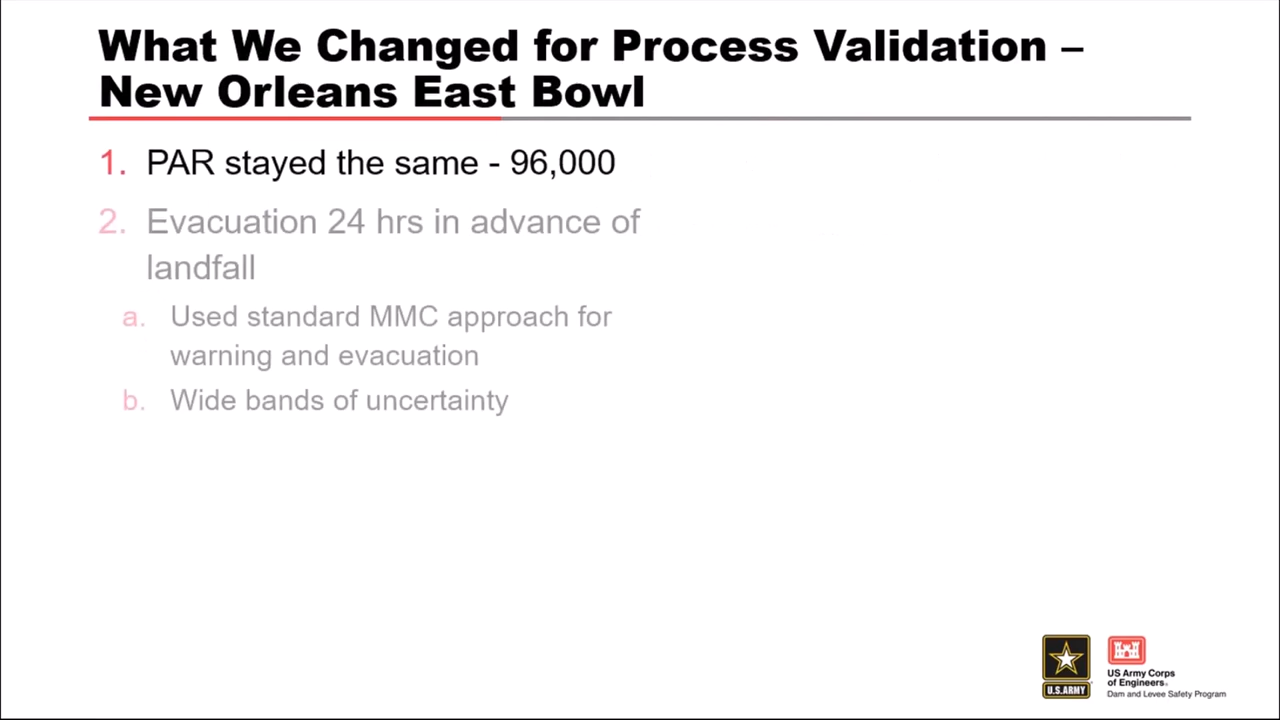 What We Changed for Process Validation –
New Orleans East Bowl
1. PAR stayed the same - 96,000
2. Evacuation 24 hrs in advance of
landfall
a. Used standard MMC approach for
warning and evacuation
b. Wide bands of uncertainty
U.S.ARMY
US Army Corps
of Engineers®
Dam and Levee Safety Program